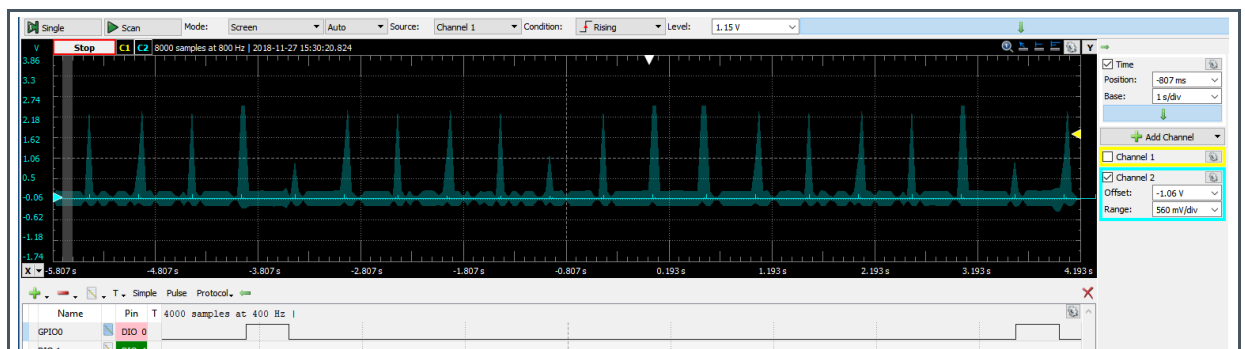 Single Scan Mode: Screen Auto Source: Channel 1 Condition: Rising Level: 1.15 V
V Stop C1 C2 8000 samples at 800 Hz | 2018-11-27 15:30:20.824 Y
3.86
3.3
2.74
2.18
1.62
1.06
0.5
-0.06
-0.62
-1.18
-1.74
X -5.807 s -4.807 s -3.807 s -2.807 s -1.807 s -0.807 s 0.193 s 1.193 s 2.193 s 3.193 s 4.193 s
Time
Position: -807 ms
Base: 1 s/div
Add Channel
Channel 1
Channel 2
Offset: -1.06 V
Range: 560 mV/div
T Simple Pulse Protocol X
Name Pin T 4000 samples at 400 Hz |
GPIO0 DIO 0